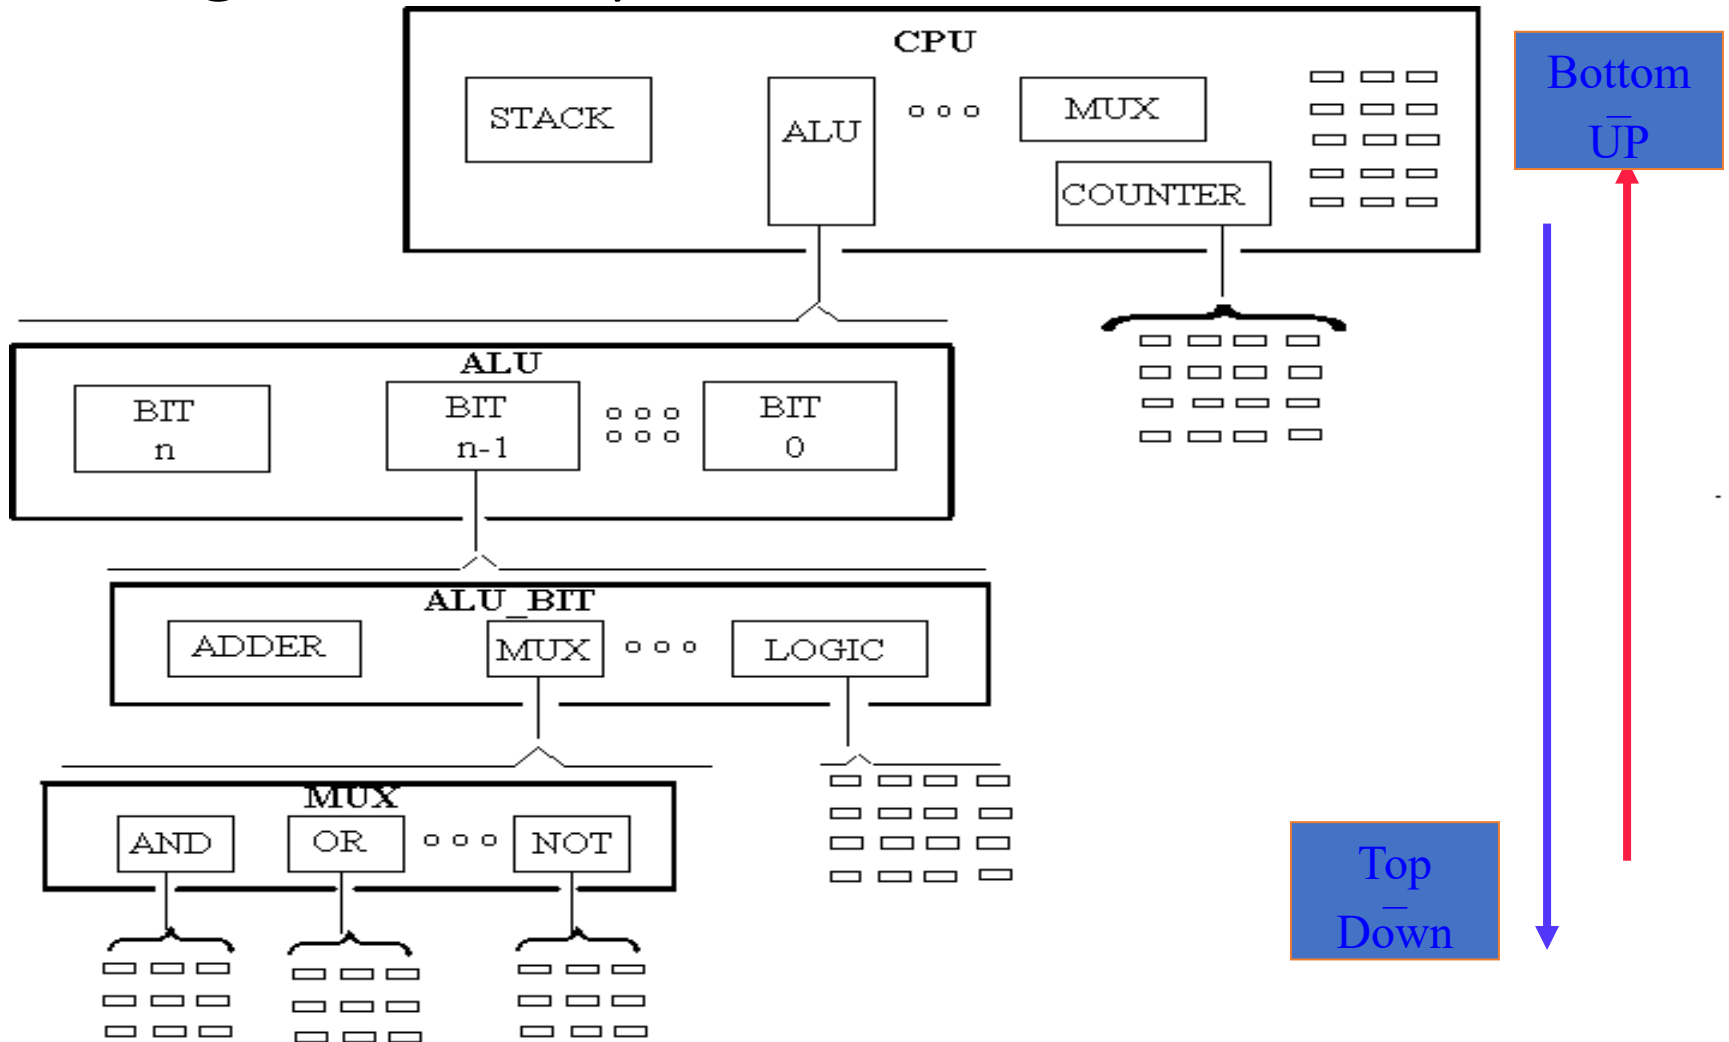 CPU
STACK
ALU
MUX
COUNTER
Bottom
–
UP
ALU
BIT
n
BIT
n-1
BIT
0
ALU_BIT
ADDER
MUX
LOGIC
MUX
AND
OR
NOT
Top
–
Down